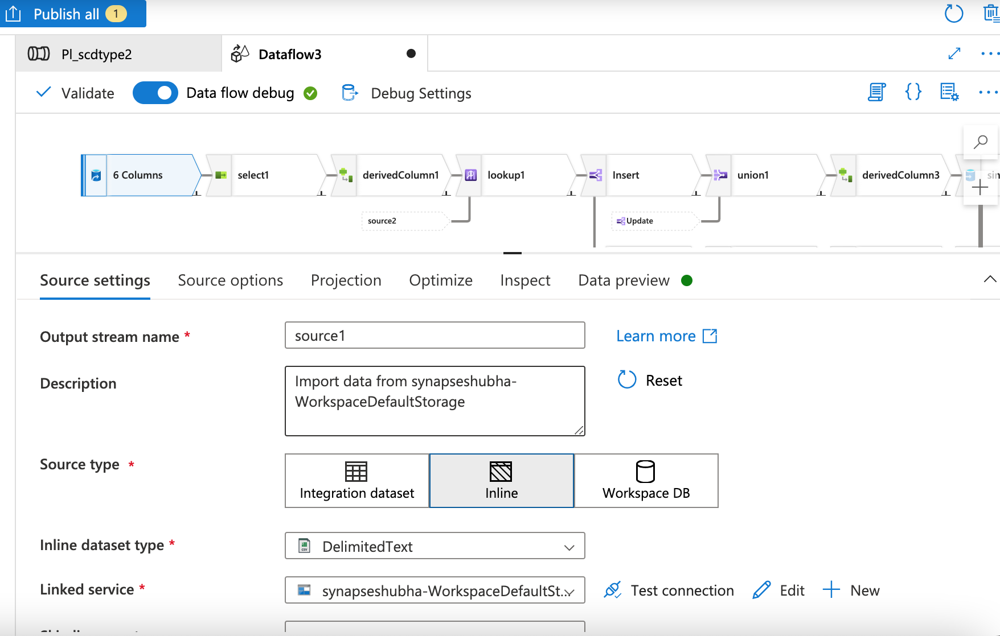 Publish all 1
Pl_scdtype2
Dataflow3
Validate
Data flow debug
Debug Settings
6 Columns
select1
derivedColumn1
lookup1
Insert
union1
derivedColumn3
source2
Update
Source settings
Source options
Projection
Optimize
Inspect
Data preview
Output stream name *
source1
Learn more
Description
Import data from synapseshubha-
WorkspaceDefaultStorage
Reset
Source type *
Integration dataset
Inline
Workspace DB
Inline dataset type *
CSV
DelimitedText
Linked service *
synapseshubha-WorkspaceDefaultSt...
Test connection
Edit
New